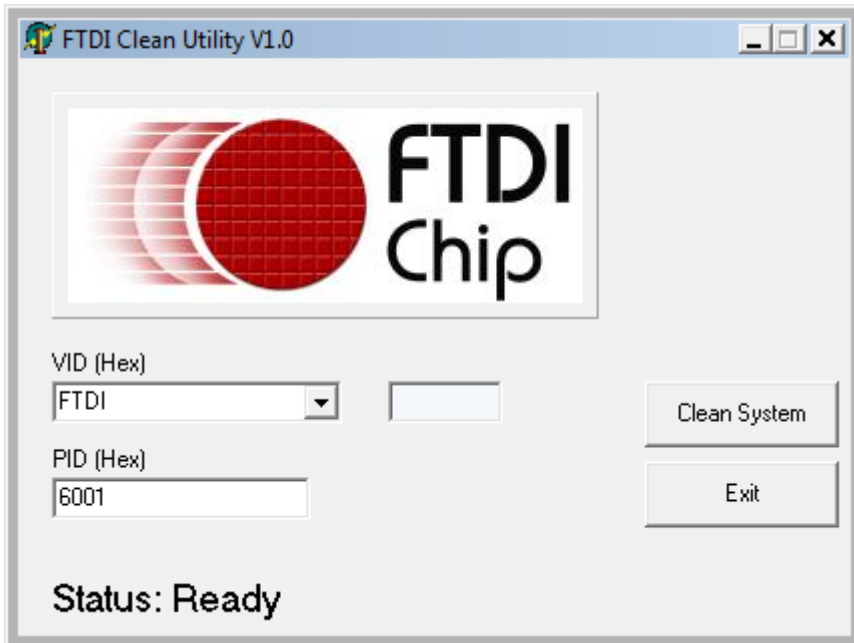 FTDI Clean Utility V1.0
FTDI
Chip
VID (Hex)
FTDI
Clean System
PID (Hex)
6001
Exit
Status: Ready